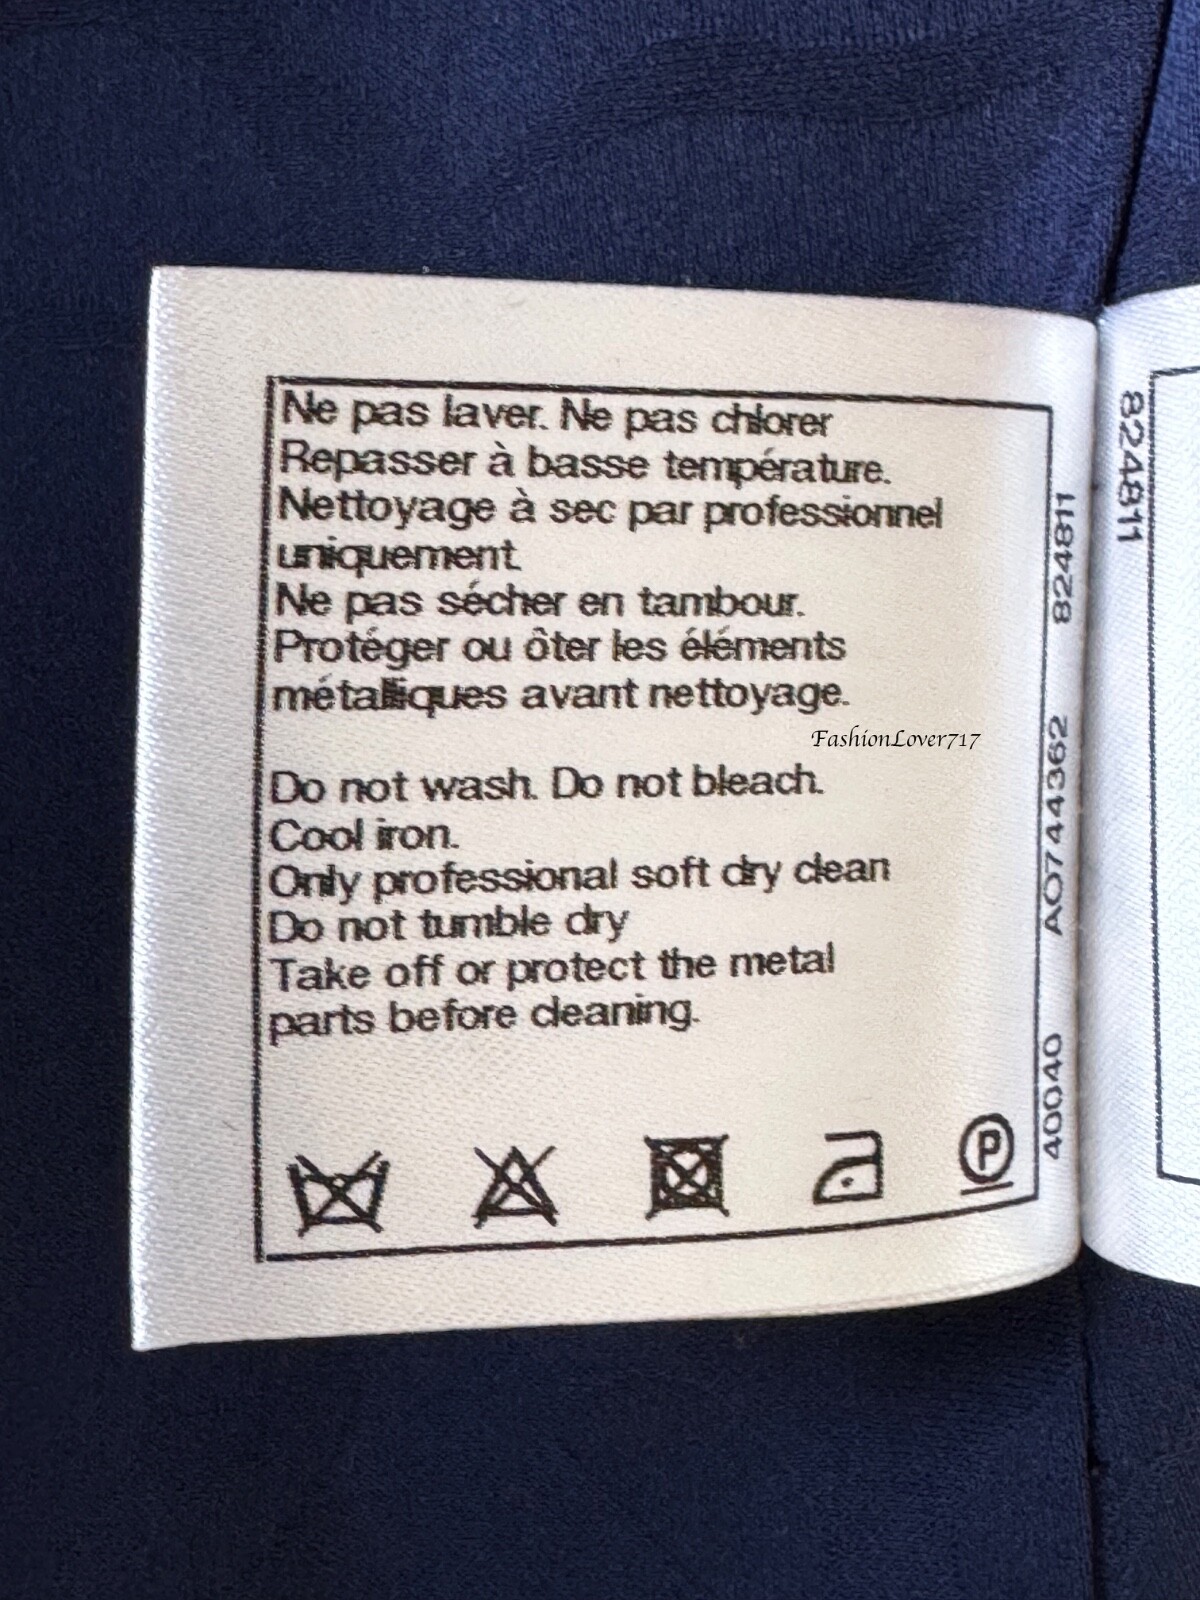 Ne pas laver. Ne pas chlorer
Repasser à basse température.
Nettoyage à sec par professionnel
uniquement.
Ne pas sécher en tambour.
Protéger ou ôter les éléments
métalliques avant nettoyage.
FashionLover717
Do not wash. Do not bleach.
Cool iron.
Only professional soft dry clean
Do not tumble dry
Take off or protect the metal
parts before cleaning.
P
40040 A0744362 824811
824811